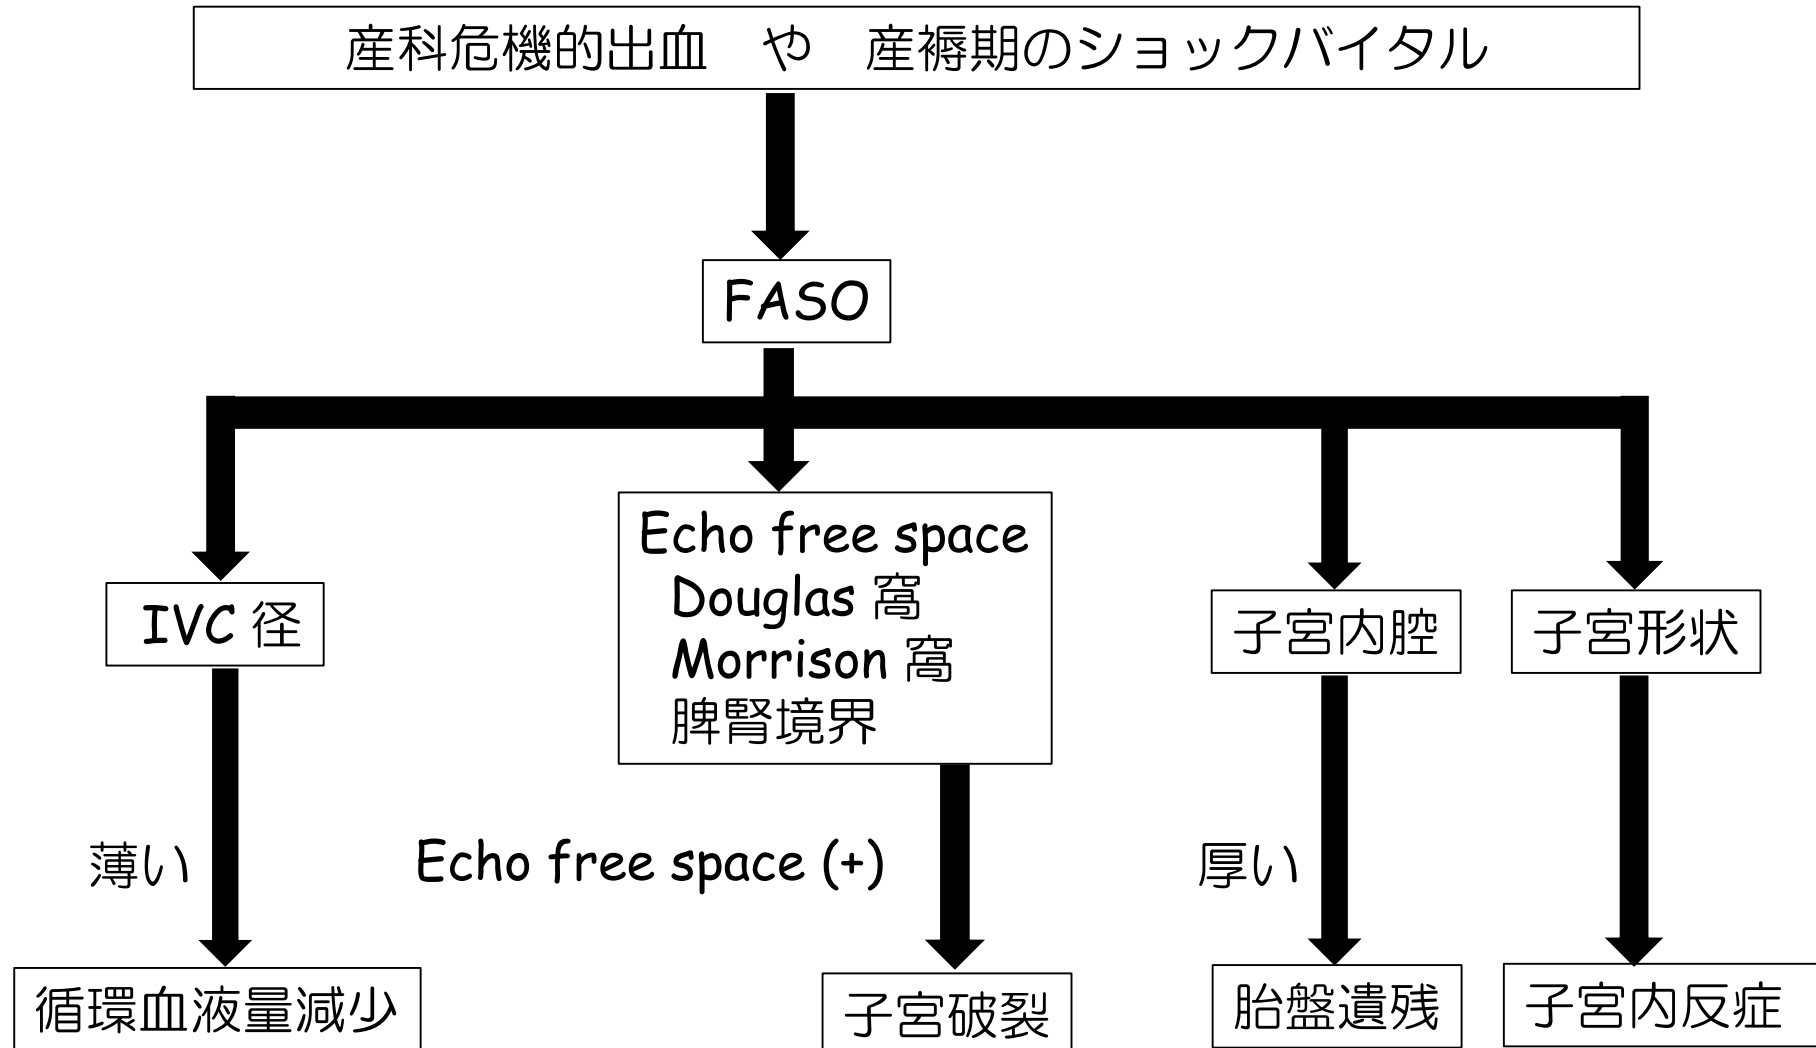 産科危機的出血　や　産褥期のショックバイタル
FASO
Echo free space
Douglas 窩
Morrison 窩
脾腎境界
IVC 径
子宮内腔
子宮形状
薄い
Echo free space (+)
厚い
循環血液量減少
子宮破裂
胎盤遺残
子宮内反症